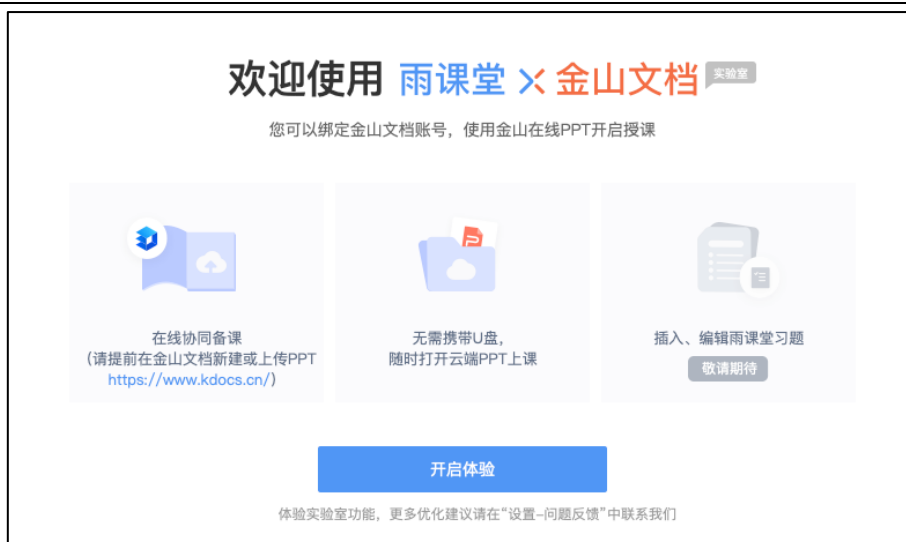 欢迎使用 雨课堂 X 金山文档 实验室
您可以绑定金山文档账号，使用金山在线PPT开启授课
在线协同备课
（请提前在金山文档新建或上传PPT
https://www.kdocs.cn/）
无需携带U盘，
随时打开云端PPT上课
插入、编辑雨课堂习题
敬请期待
开启体验
体验实验室功能，更多优化建议请在“设置–问题反馈”中联系我们